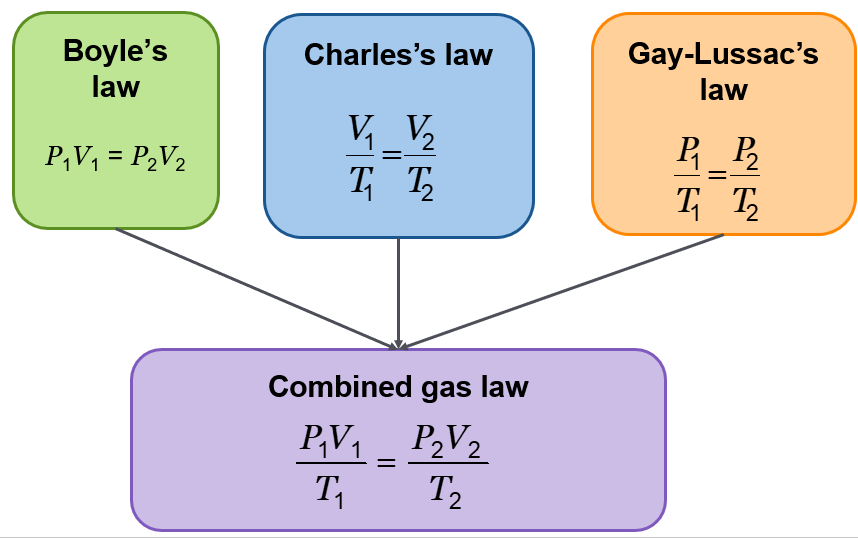 Boyle's
law
P₁V₁ = P₂V₂
Charles's law
V₁/T₁ = V₂/T₂
Gay-Lussac's
law
P₁/T₁ = P₂/T₂
Combined gas law
P₁V₁/T₁ = P₂V₂/T₂